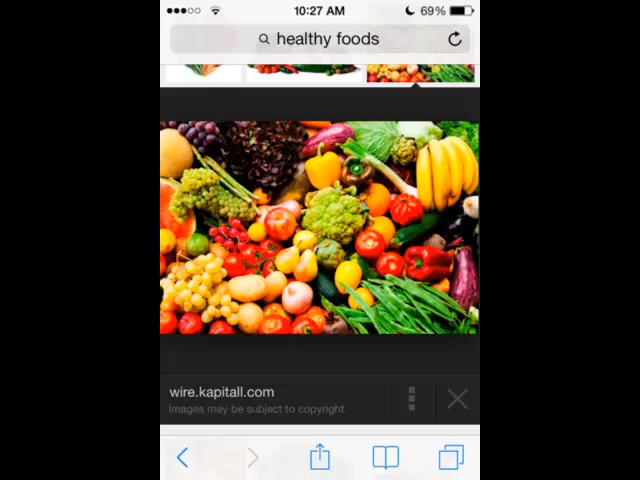 10:27 AM
69%
healthy foods
wire.kapitall.com
Images may be subject to copyright.